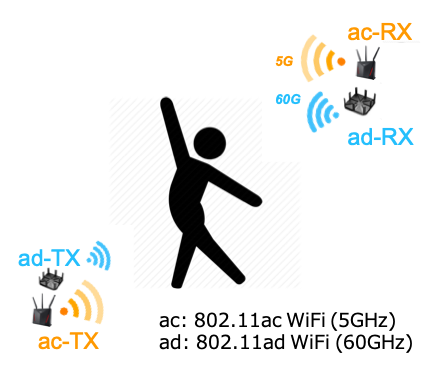 ac-RX
5G
60G
ad-RX
ad-TX
ac-TX
ac: 802.11ac WiFi (5GHz)
ad: 802.11ad WiFi (60GHz)